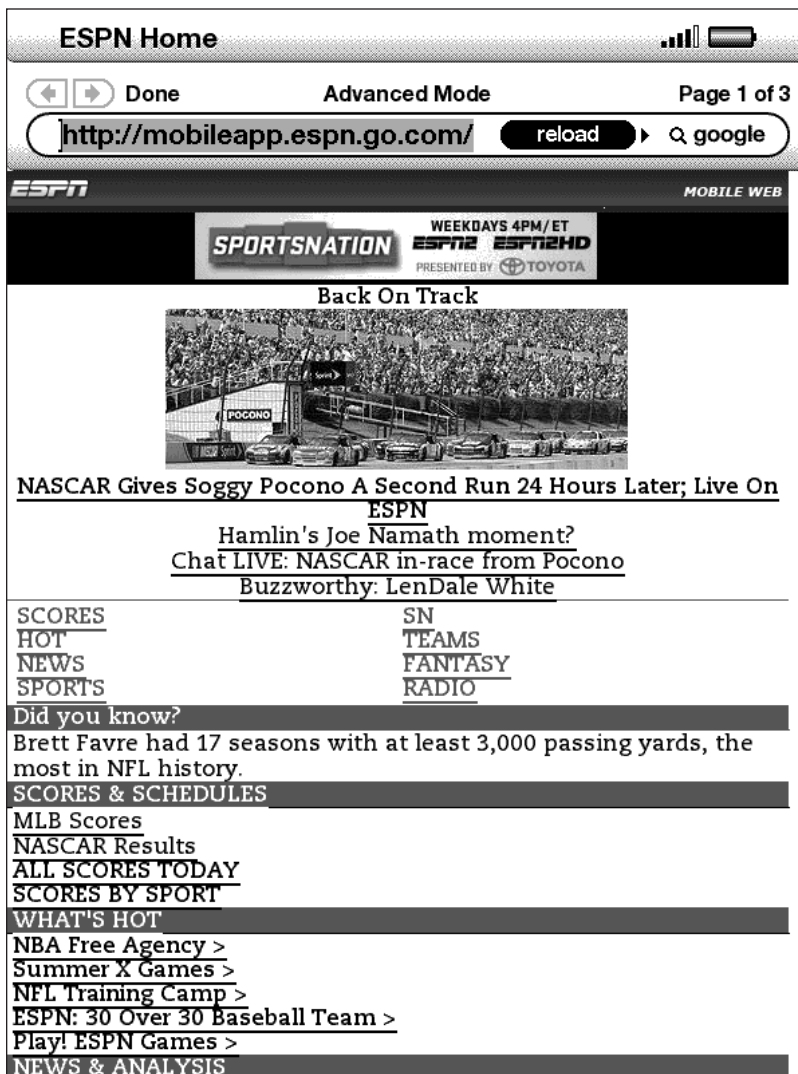 ESPN Home
Done Advanced Mode Page 1 of 3
http://mobileapp.espn.go.com/ reload google
ESPN MOBILE WEB
SPORTSNATION WEEKDAYS 4PM/ET
ESPN2 ESPN2HD
PRESENTED BY TOYOTA
Back On Track
Sprint
POCONO
NASCAR Gives Soggy Pocono A Second Run 24 Hours Later; Live On
ESPN
Hamlin's Joe Namath moment?
Chat LIVE: NASCAR in-race from Pocono
Buzzworthy: LenDale White
SCORES SN
HOT TEAMS
NEWS FANTASY
SPORTS RADIO
Did you know?
Brett Favre had 17 seasons with at least 3,000 passing yards, the
most in NFL history.
SCORES & SCHEDULES
MLB Scores
NASCAR Results
ALL SCORES TODAY
SCORES BY SPORT
WHAT'S HOT
NBA Free Agency >
Summer X Games >
NFL Training Camp >
ESPN: 30 Over 30 Baseball Team >
Play! ESPN Games >
NEWS & ANALYSIS